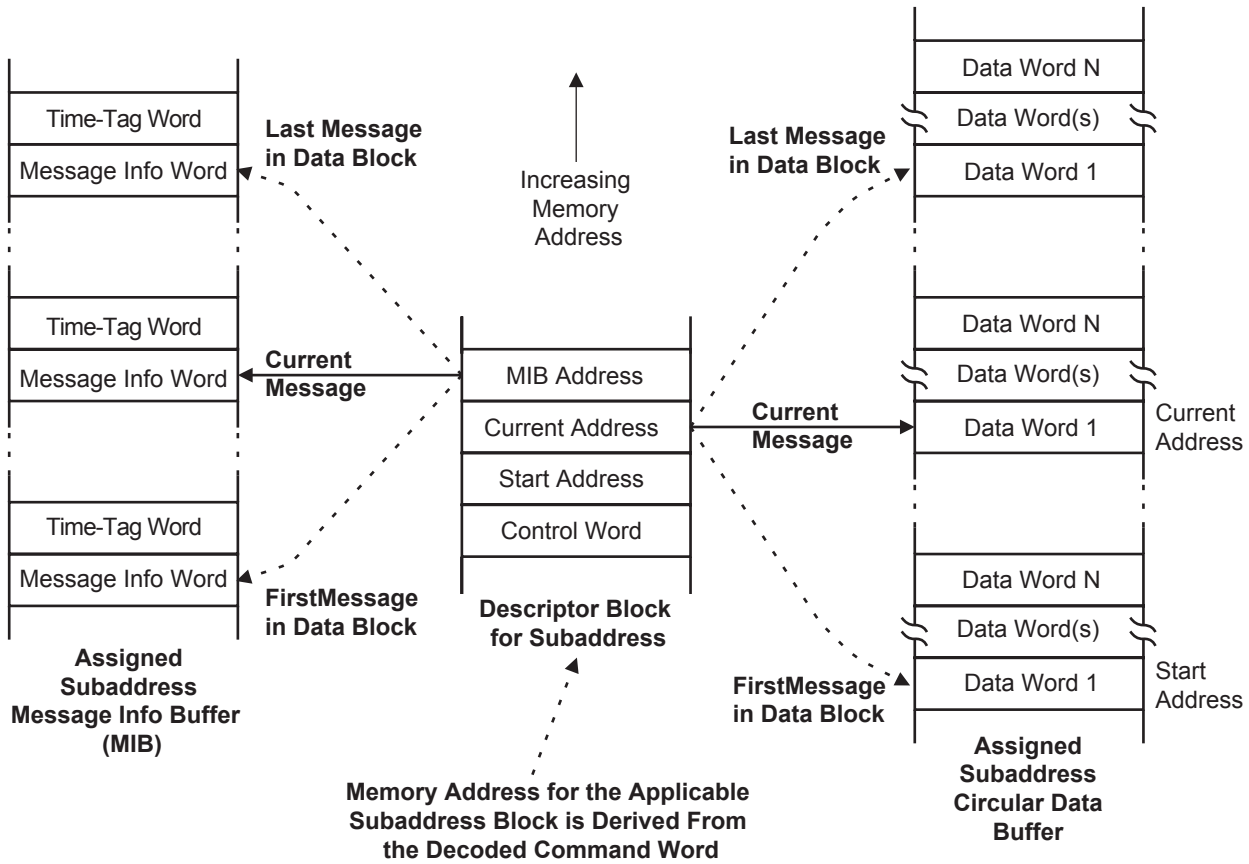 Time-Tag Word
Message Info Word
Time-Tag Word
Message Info Word
Time-Tag Word
Message Info Word
Assigned
Subaddress
Message Info Buffer
(MIB)
Last Message
in Data Block
Current
Message
FirstMessage
in Data Block
Increasing
Memory
Address
MIB Address
Current Address
Start Address
Control Word
Descriptor Block
for Subaddress
Memory Address for the Applicable
Subaddress Block is Derived From
the Decoded Command Word
Last Message
in Data Block
Current
Message
FirstMessage
in Data Block
Data Word N
Data Word(s)
Data Word 1
Data Word N
Data Word(s)
Data Word 1
Current
Address
Data Word N
Data Word(s)
Data Word 1
Start
Address
Assigned
Subaddress
Circular Data
Buffer